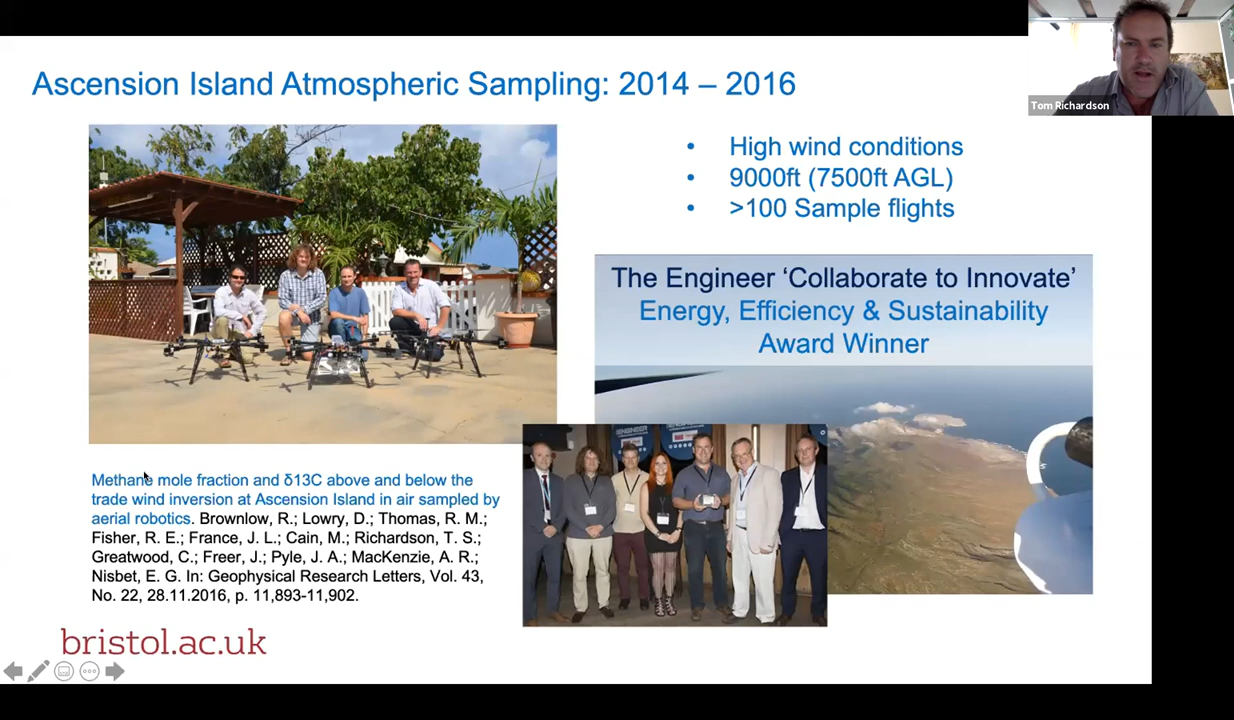 Ascension Island Atmospheric Sampling: 2014 – 2016
Tom Richardson
• High wind conditions
• 9000ft (7500ft AGL)
• >100 Sample flights
The Engineer ‘Collaborate to Innovate’
Energy, Efficiency & Sustainability
Award Winner
Methane mole fraction and δ13C above and below the
trade wind inversion at Ascension Island in air sampled by
aerial robotics. Brownlow, R.; Lowry, D.; Thomas, R. M.;
Fisher, R. E.; France, J. L.; Cain, M.; Richardson, T. S.;
Greatwood, C.; Freer, J.; Pyle, J. A.; MacKenzie, A. R.;
Nisbet, E. G. In: Geophysical Research Letters, Vol. 43,
No. 22, 28.11.2016, p. 11,893-11,902.
bristol.ac.uk